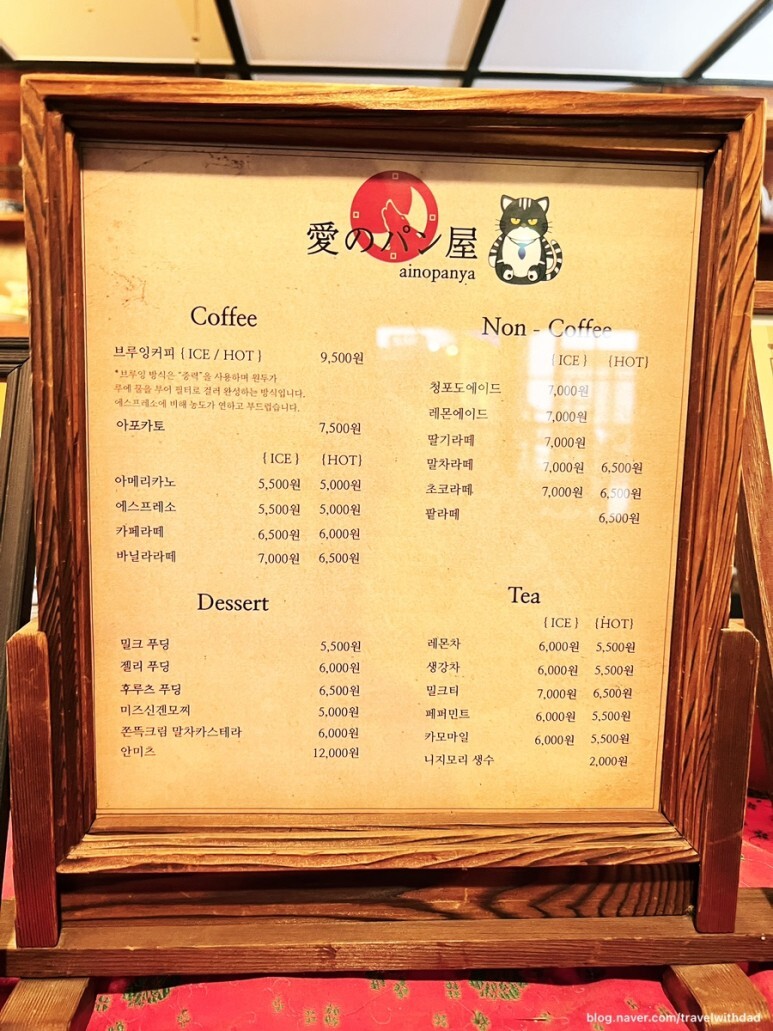 愛のパン屋
ainopanya
Coffee
브루잉커피 { ICE / HOT } 9,500원
*브루잉 방식은 "중력"을 사용하며 원두가
루에 물을 부어 필터로 걸러 완성하는 방식입니다.
에스프레소에 비해 농도가 연하고 부드럽습니다.
아포카토 7,500원
{ ICE } {HOT}
아메리카노 5,500원 5,000원
에스프레소 5,500원 5,000원
카페라떼 6,500원 6,000원
바닐라라떼 7,000원 6,500원
Non - Coffee
{ ICE } {HOT}
청포도에이드 7,000원
레몬에이드 7,000원
딸기라떼 7,000원
말차라떼 7,000원 6,500원
초코라떼 7,000원 6,500원
팥라떼 6,500원
Dessert
밀크 푸딩 5,500원
젤리 푸딩 6,000원
후루츠 푸딩 6,500원
미즈신겐모찌 5,000원
쫀뜩크림 말차카스테라 6,000원
안미츠 12,000원
Tea
{ ICE } {HOT}
레몬차 6,000원 5,500원
생강차 6,000원 5,500원
밀크티 7,000원 6,500원
페퍼민트 6,000원 5,500원
카모마일 6,000원 5,500원
니지모리 생수 2,000원
blog.naver.com/travelwithdad